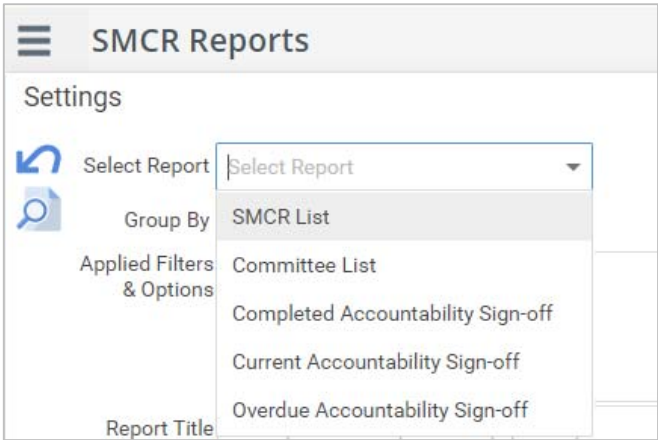 SMCR Reports
Settings
Select Report Select Report
Group By SMCR List
Applied Filters Committee List
& Options
Completed Accountability Sign-off
Current Accountability Sign-off
Overdue Accountability Sign-off
Report Title